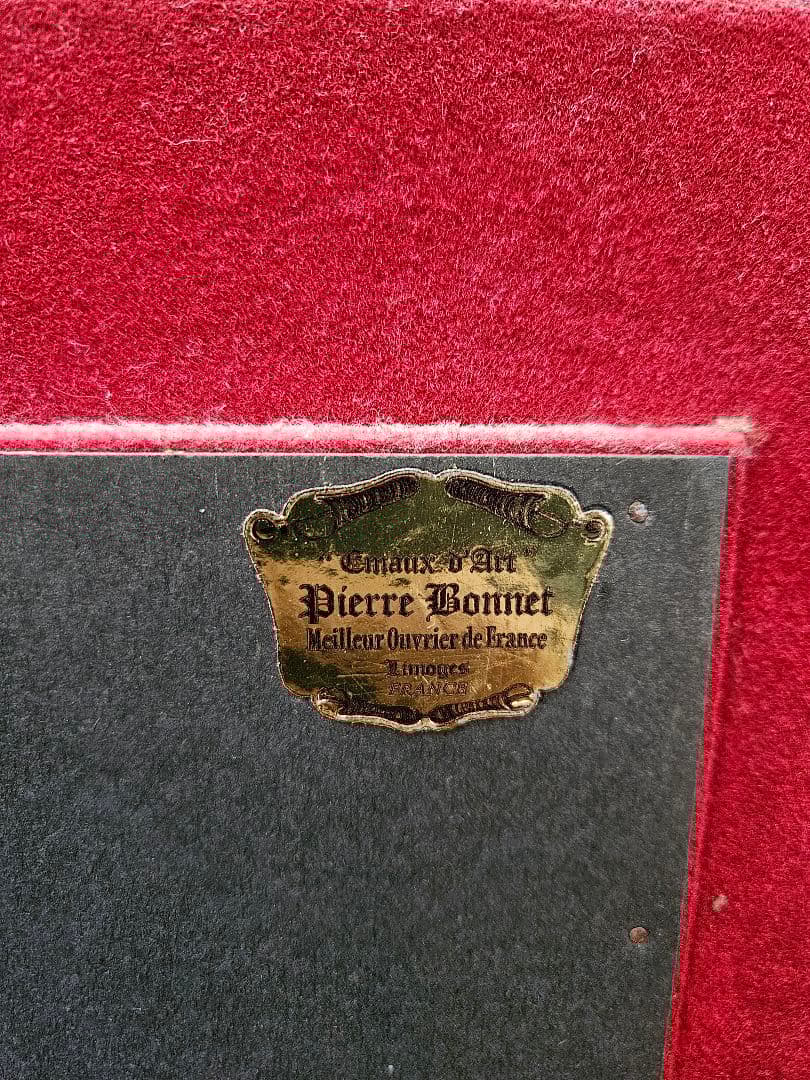 "Emaux d'Art"
Pierre Bonnet
Meilleur Ouvrier de France
Limoges
FRANCE